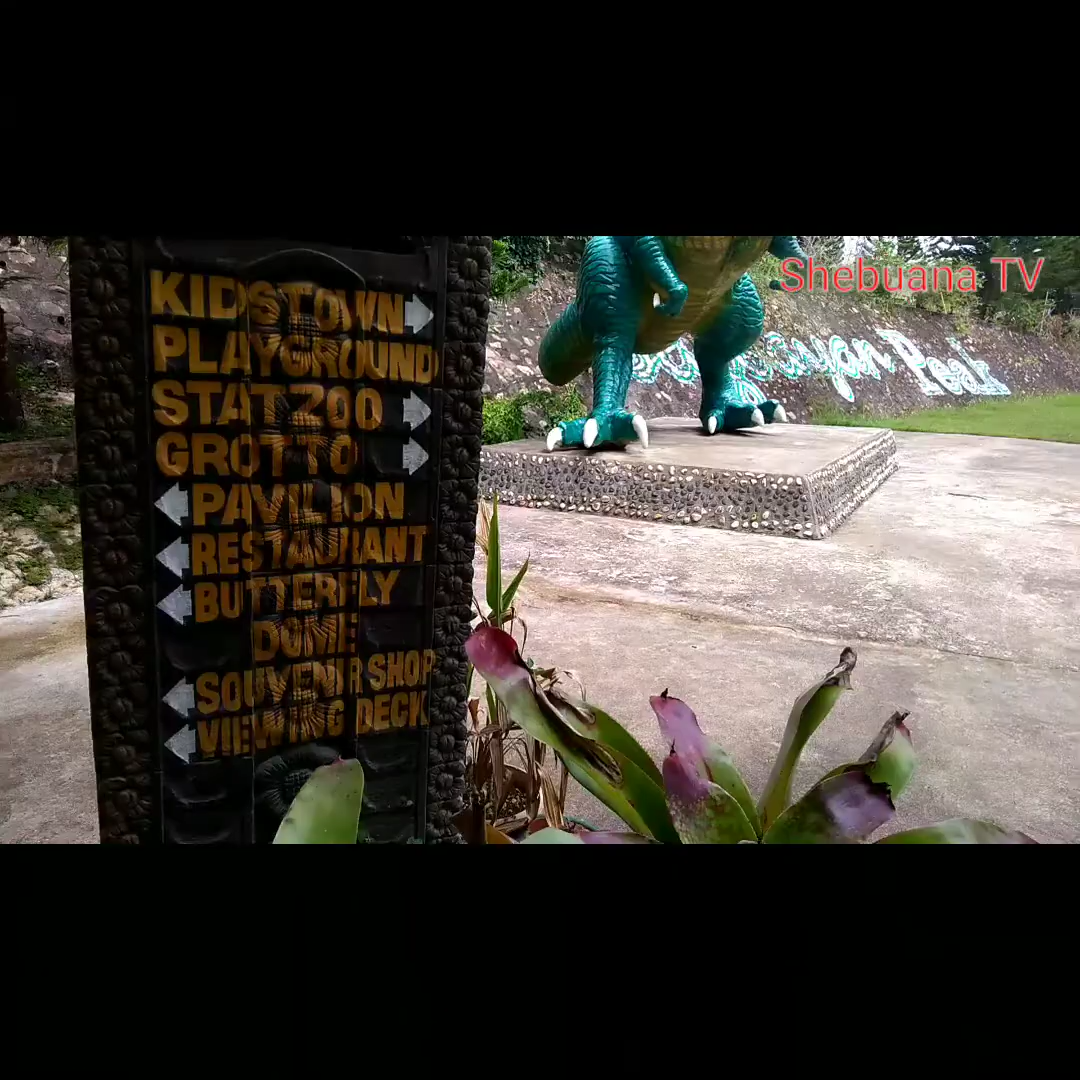 KIDSTOWN
PLAYGROUND
STATZOO
GROTTO
PAVILION
RESTAURANT
BUTTERFLY
DOME
SOUVENIR SHOP
VIEWING DECK
Shebuana TV
Peak